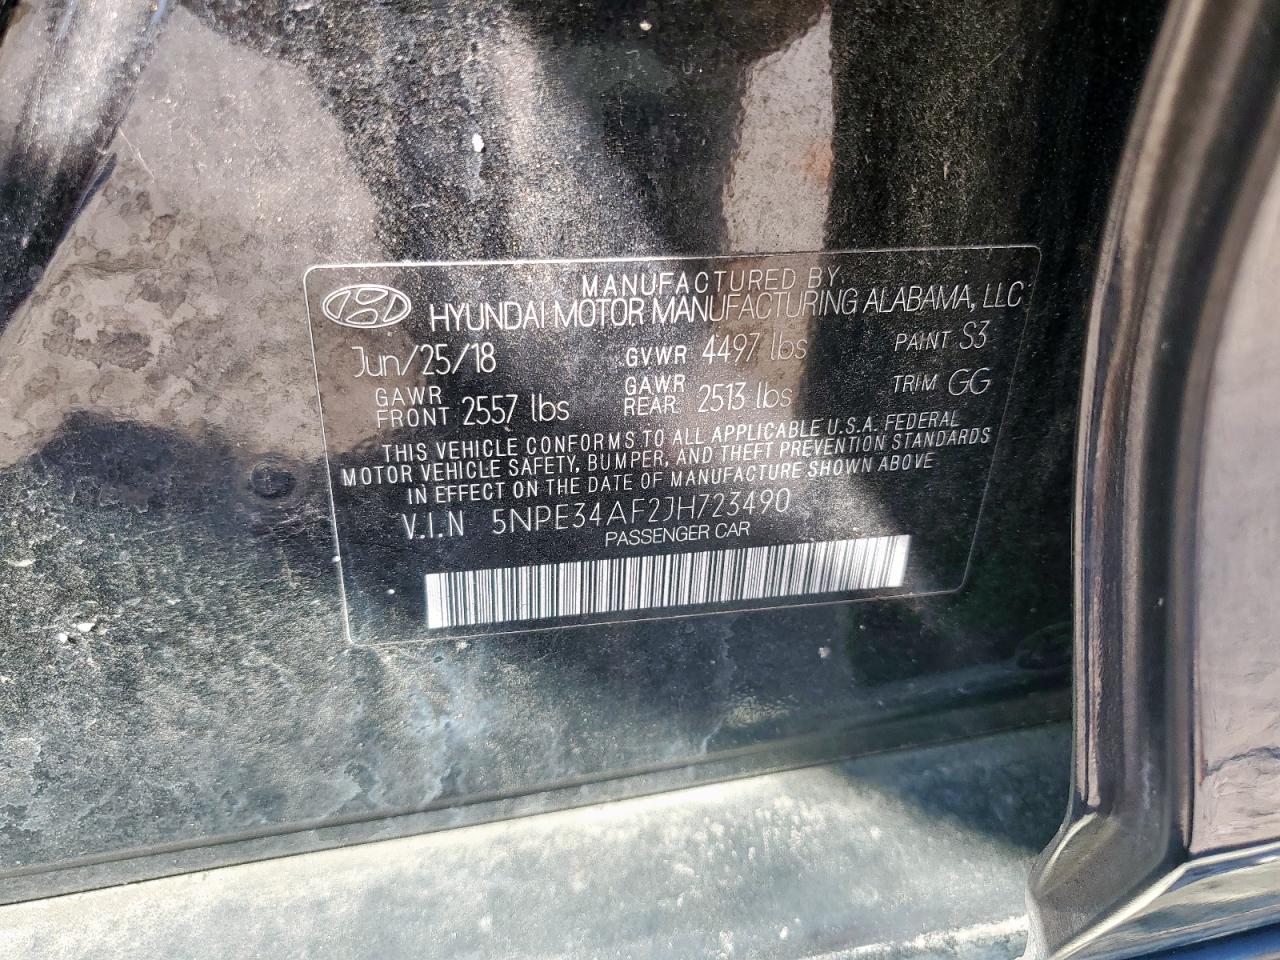 MANUFACTURED BY
HYUNDAI MOTOR MANUFACTURING ALABAMA, LLC
Jun/25/18 GVWR 4497 lbs PAINT S3
GAWR FRONT 2557 lbs GAWR REAR 2513 lbs TRIM GG
THIS VEHICLE CONFORMS TO ALL APPLICABLE U.S.A. FEDERAL
MOTOR VEHICLE SAFETY, BUMPER, AND THEFT PREVENTION STANDARDS
IN EFFECT ON THE DATE OF MANUFACTURE SHOWN ABOVE
V.I.N 5NPE34AF2JH723490
PASSENGER CAR